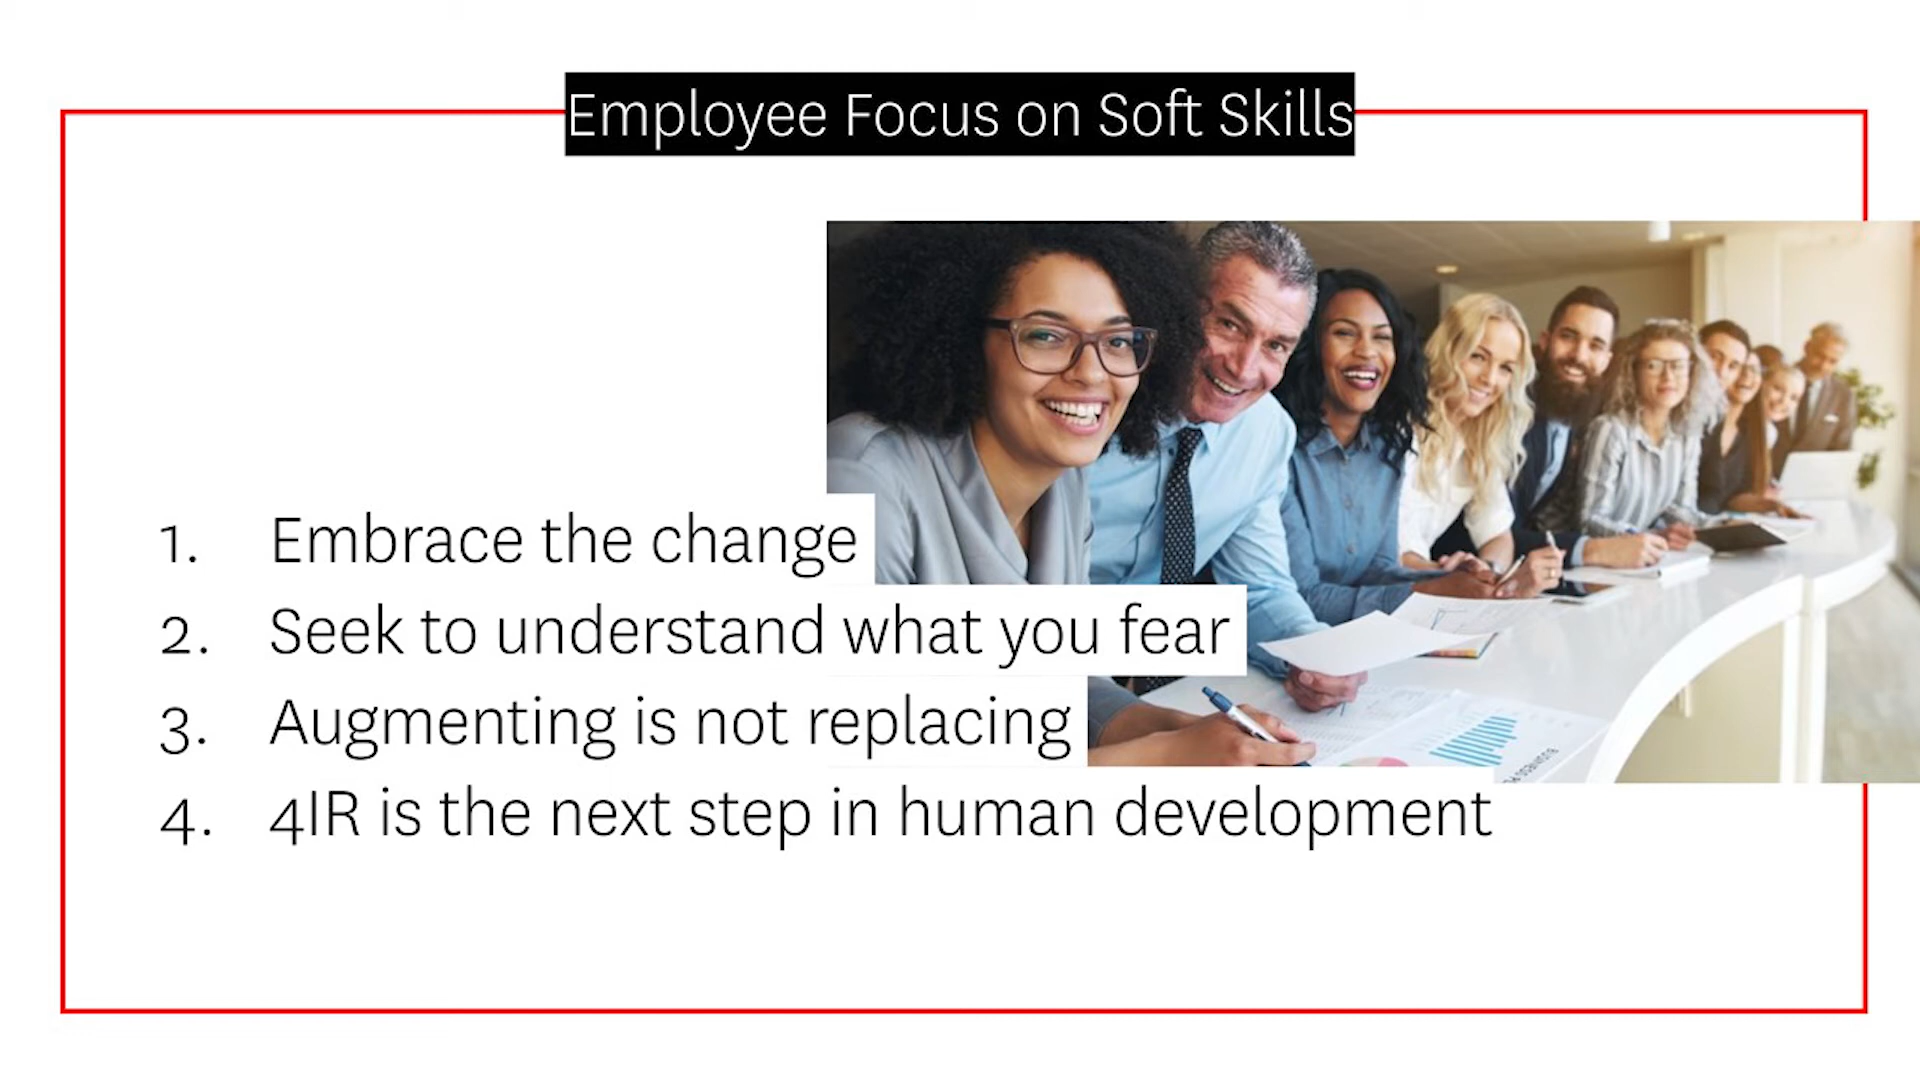 Employee Focus on Soft Skills
1. Embrace the change
2. Seek to understand what you fear
3. Augmenting is not replacing
4. 4IR is the next step in human development